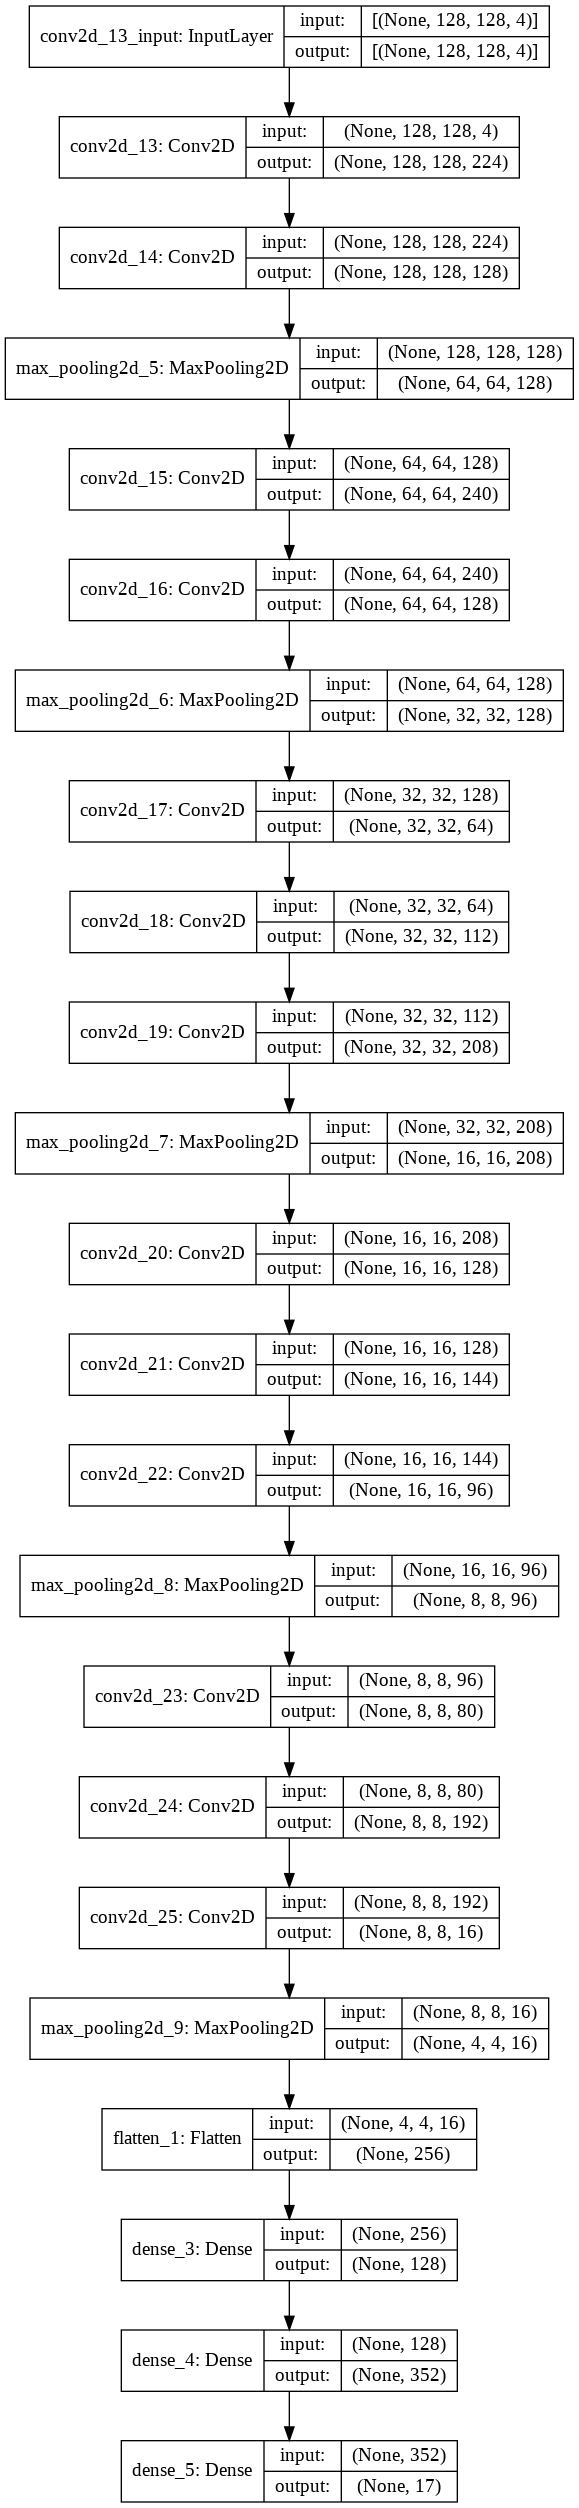 conv2d_13_input: InputLayer
input: [(None, 128, 128, 4)]
output: [(None, 128, 128, 4)]
conv2d_13: Conv2D
input: (None, 128, 128, 4)
output: (None, 128, 128, 224)
conv2d_14: Conv2D
input: (None, 128, 128, 224)
output: (None, 128, 128, 128)
max_pooling2d_5: MaxPooling2D
input: (None, 128, 128, 128)
output: (None, 64, 64, 128)
conv2d_15: Conv2D
input: (None, 64, 64, 128)
output: (None, 64, 64, 240)
conv2d_16: Conv2D
input: (None, 64, 64, 240)
output: (None, 64, 64, 128)
max_pooling2d_6: MaxPooling2D
input: (None, 64, 64, 128)
output: (None, 32, 32, 128)
conv2d_17: Conv2D
input: (None, 32, 32, 128)
output: (None, 32, 32, 64)
conv2d_18: Conv2D
input: (None, 32, 32, 64)
output: (None, 32, 32, 112)
conv2d_19: Conv2D
input: (None, 32, 32, 112)
output: (None, 32, 32, 208)
max_pooling2d_7: MaxPooling2D
input: (None, 32, 32, 208)
output: (None, 16, 16, 208)
conv2d_20: Conv2D
input: (None, 16, 16, 208)
output: (None, 16, 16, 128)
conv2d_21: Conv2D
input: (None, 16, 16, 128)
output: (None, 16, 16, 144)
conv2d_22: Conv2D
input: (None, 16, 16, 144)
output: (None, 16, 16, 96)
max_pooling2d_8: MaxPooling2D
input: (None, 16, 16, 96)
output: (None, 8, 8, 96)
conv2d_23: Conv2D
input: (None, 8, 8, 96)
output: (None, 8, 8, 80)
conv2d_24: Conv2D
input: (None, 8, 8, 80)
output: (None, 8, 8, 192)
conv2d_25: Conv2D
input: (None, 8, 8, 192)
output: (None, 8, 8, 16)
max_pooling2d_9: MaxPooling2D
input: (None, 8, 8, 16)
output: (None, 4, 4, 16)
flatten_1: Flatten
input: (None, 4, 4, 16)
output: (None, 256)
dense_3: Dense
input: (None, 256)
output: (None, 128)
dense_4: Dense
input: (None, 128)
output: (None, 352)
dense_5: Dense
input: (None, 352)
output: (None, 17)